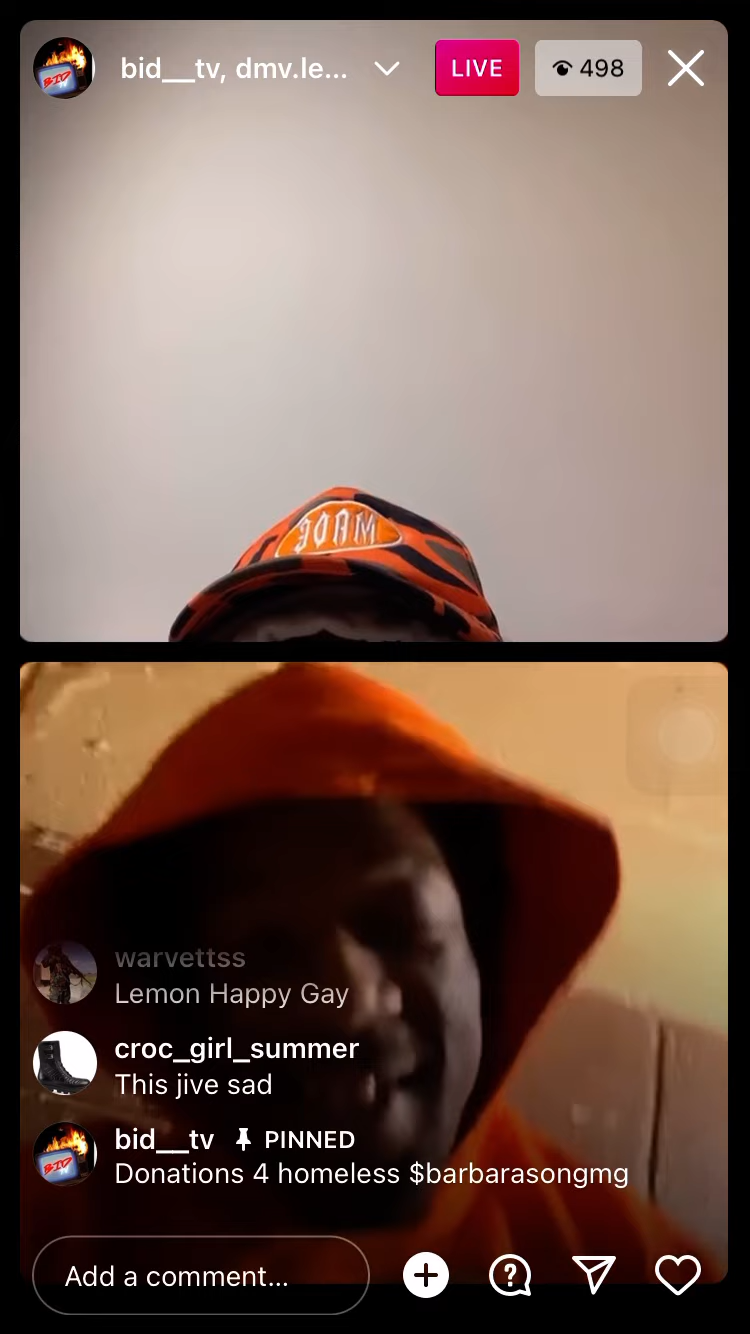 bid__tv, dmv.le...
LIVE
498
warvettss
Lemon Happy Gay
croc_girl_summer
This jive sad
bid__tv PINNED
Donations 4 homeless $barbarasongmg
Add a comment...